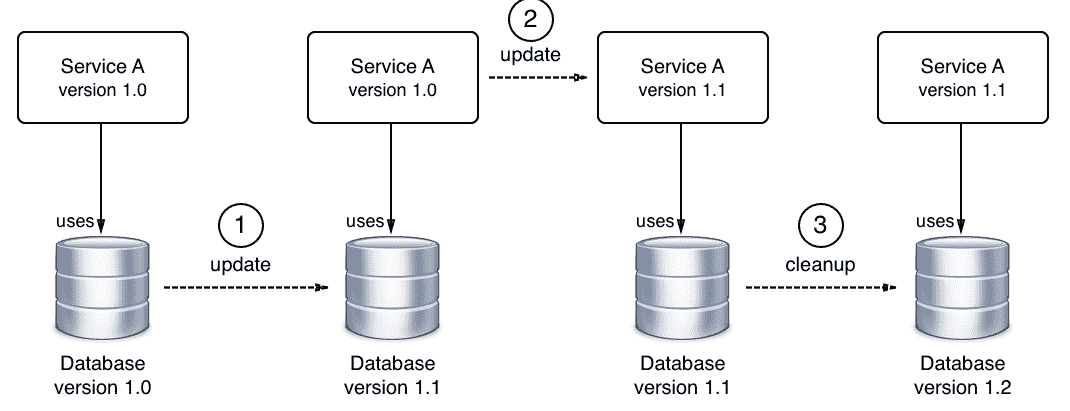 2
update
Service A
version 1.0
Service A
version 1.0
Service A
version 1.1
Service A
version 1.1
uses
uses
uses
uses
1
update
3
cleanup
Database
version 1.0
Database
version 1.1
Database
version 1.1
Database
version 1.2